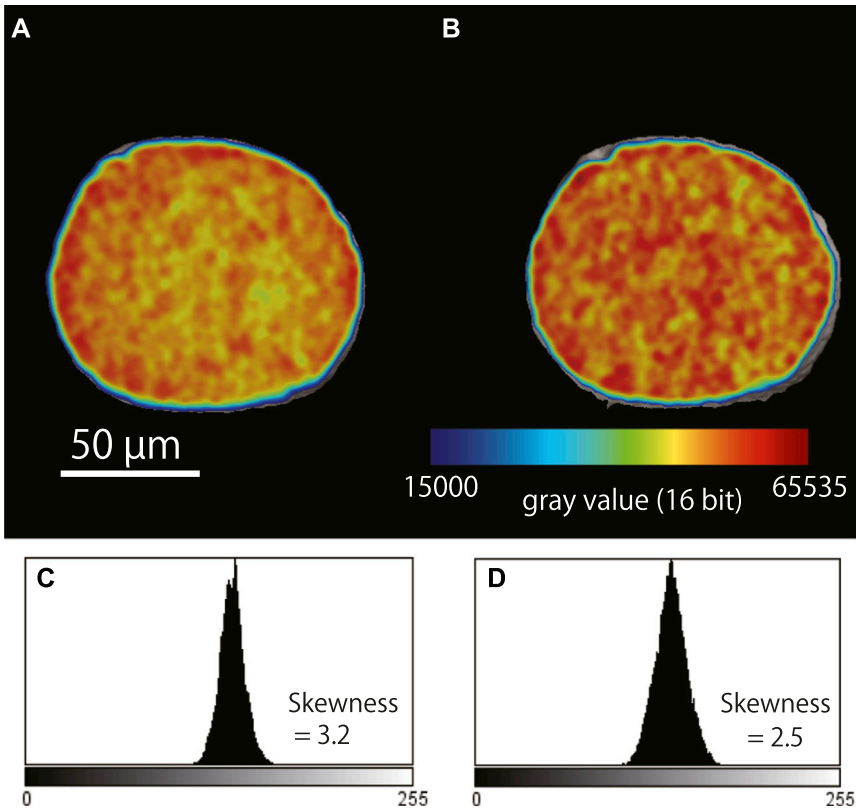 A
B
50 µm
15000
65535
gray value (16 bit)
C
Skewness
= 3.2
0
255
D
Skewness
= 2.5
0
255